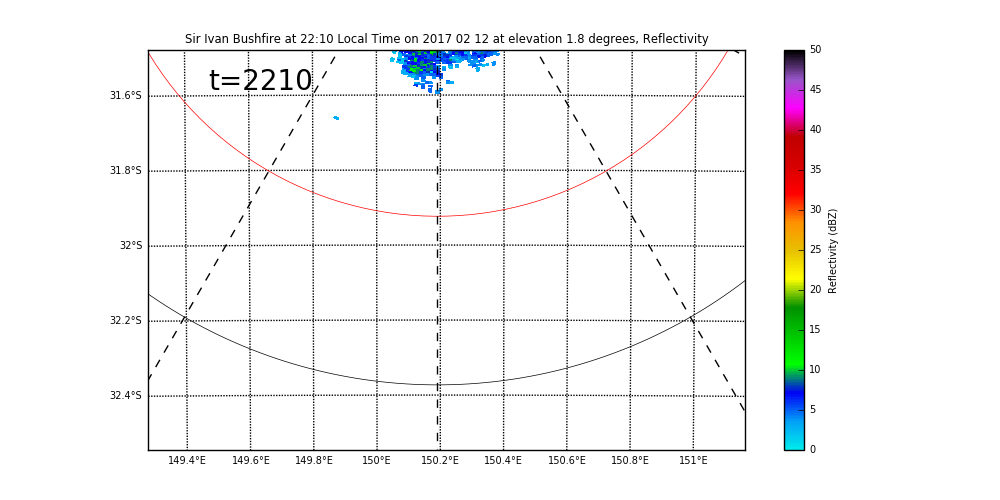 Sir Ivan Bushfire at 22:10 Local Time on 2017 02 12 at elevation 1.8 degrees, Reflectivity
t=2210
31.6°S
31.8°S
32°S
32.2°S
32.4°S
149.4°E 149.6°E 149.8°E 150°E 150.2°E 150.4°E 150.6°E 150.8°E 151°E
50
45
40
35
30
25
20
15
10
5
0
Reflectivity (dBZ)